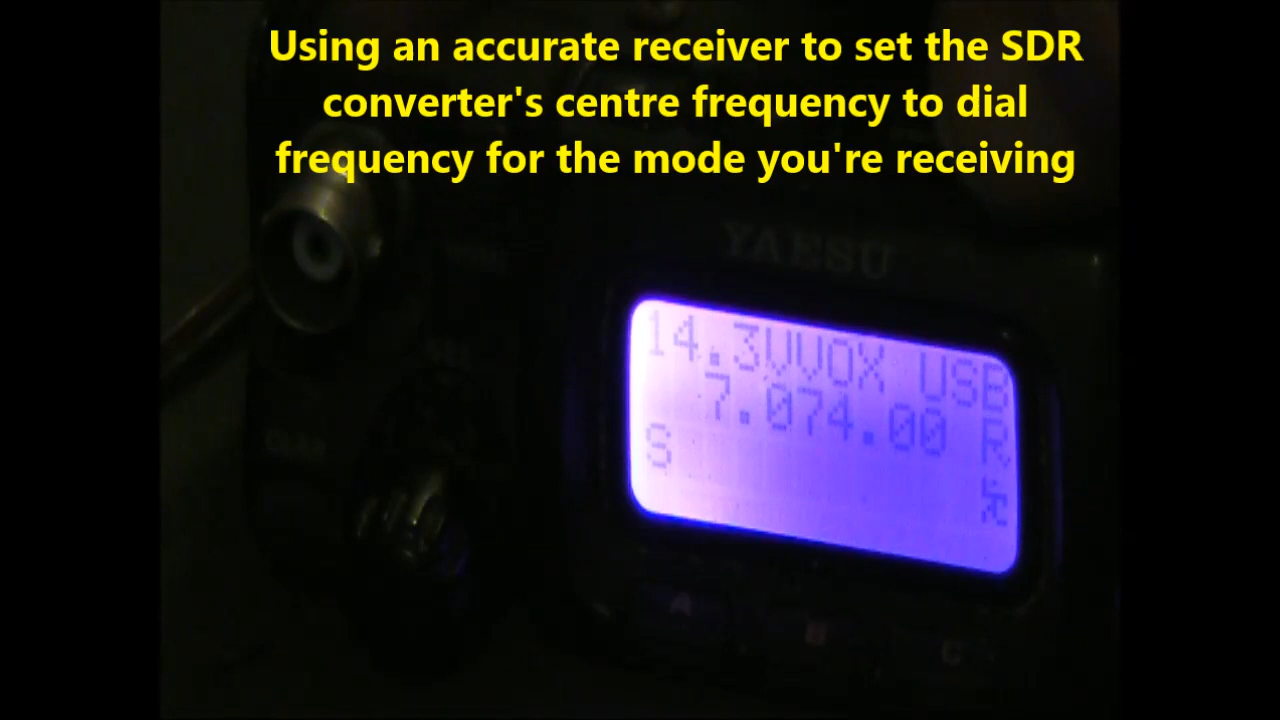 Using an accurate receiver to set the SDR
converter's centre frequency to dial
frequency for the mode you're receiving
YAESU
14.3VVOX USB
7.074.00 R
S